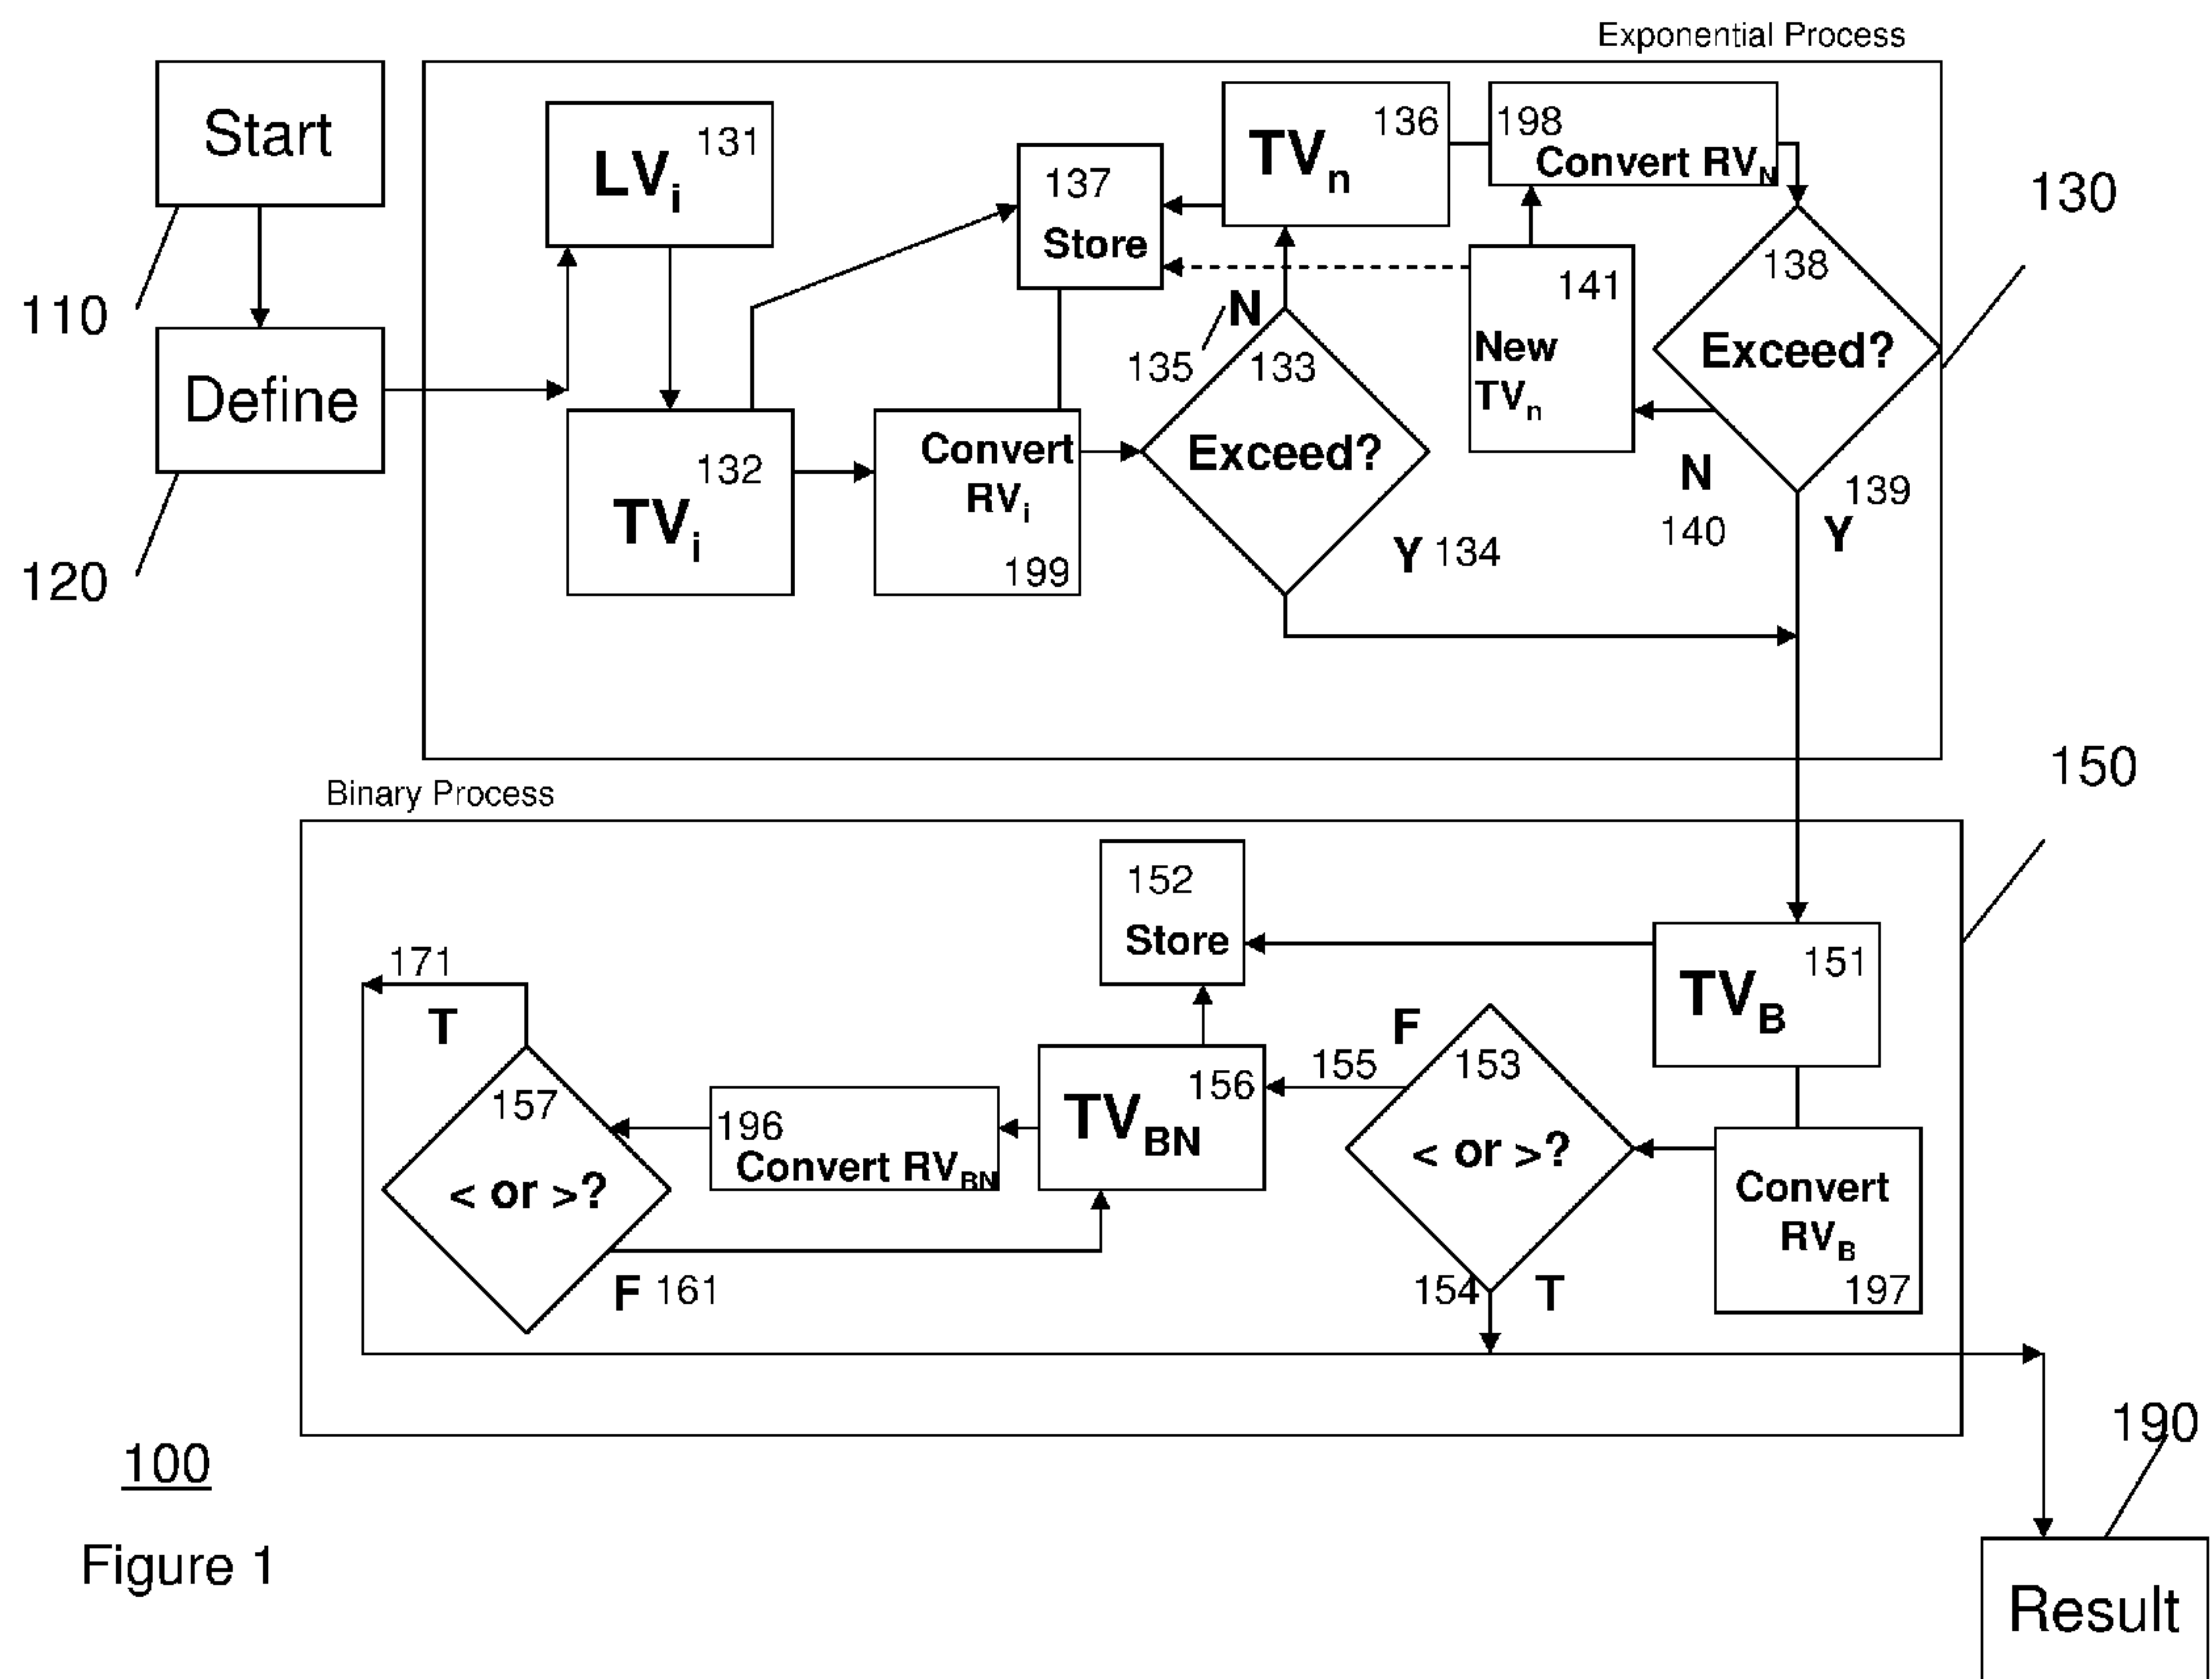 Exponential Process
Start
110
Define
120
LVi
131
TVi
132
Convert
RVi
199
137
Store
TVn
136
198
Convert RVN
138
Exceed?
130
141
New
TVn
N
135
133
Exceed?
Y 134
N
140
139
Y
Binary Process
150
152
Store
151
TVB
171
T
157
< or >?
F 161
196
Convert RVBN
156
TVBN
155
F
153
< or >?
154
T
Convert
RVB
197
190
Result
100
Figure 1